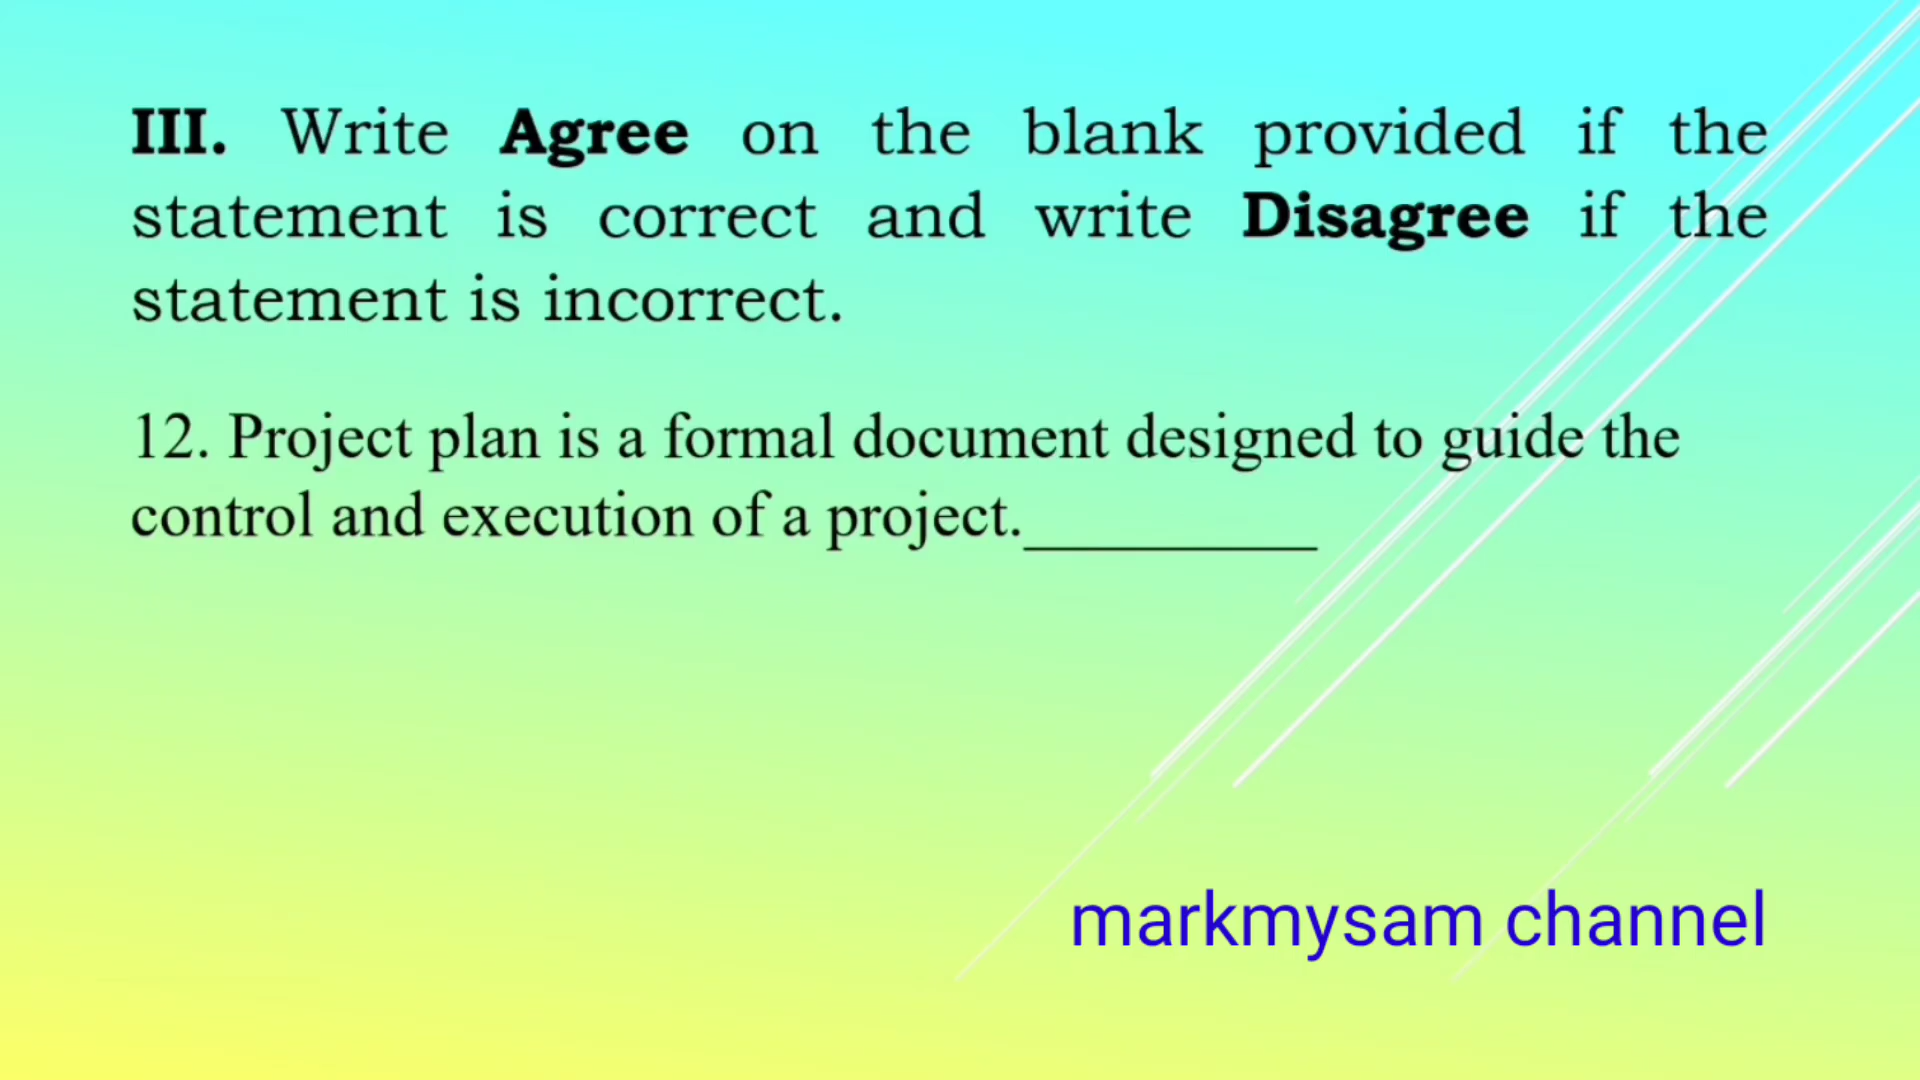 III. Write Agree on the blank provided if the
statement is correct and write Disagree if the
statement is incorrect.
12. Project plan is a formal document designed to guide the
control and execution of a project.__________
markmysam channel